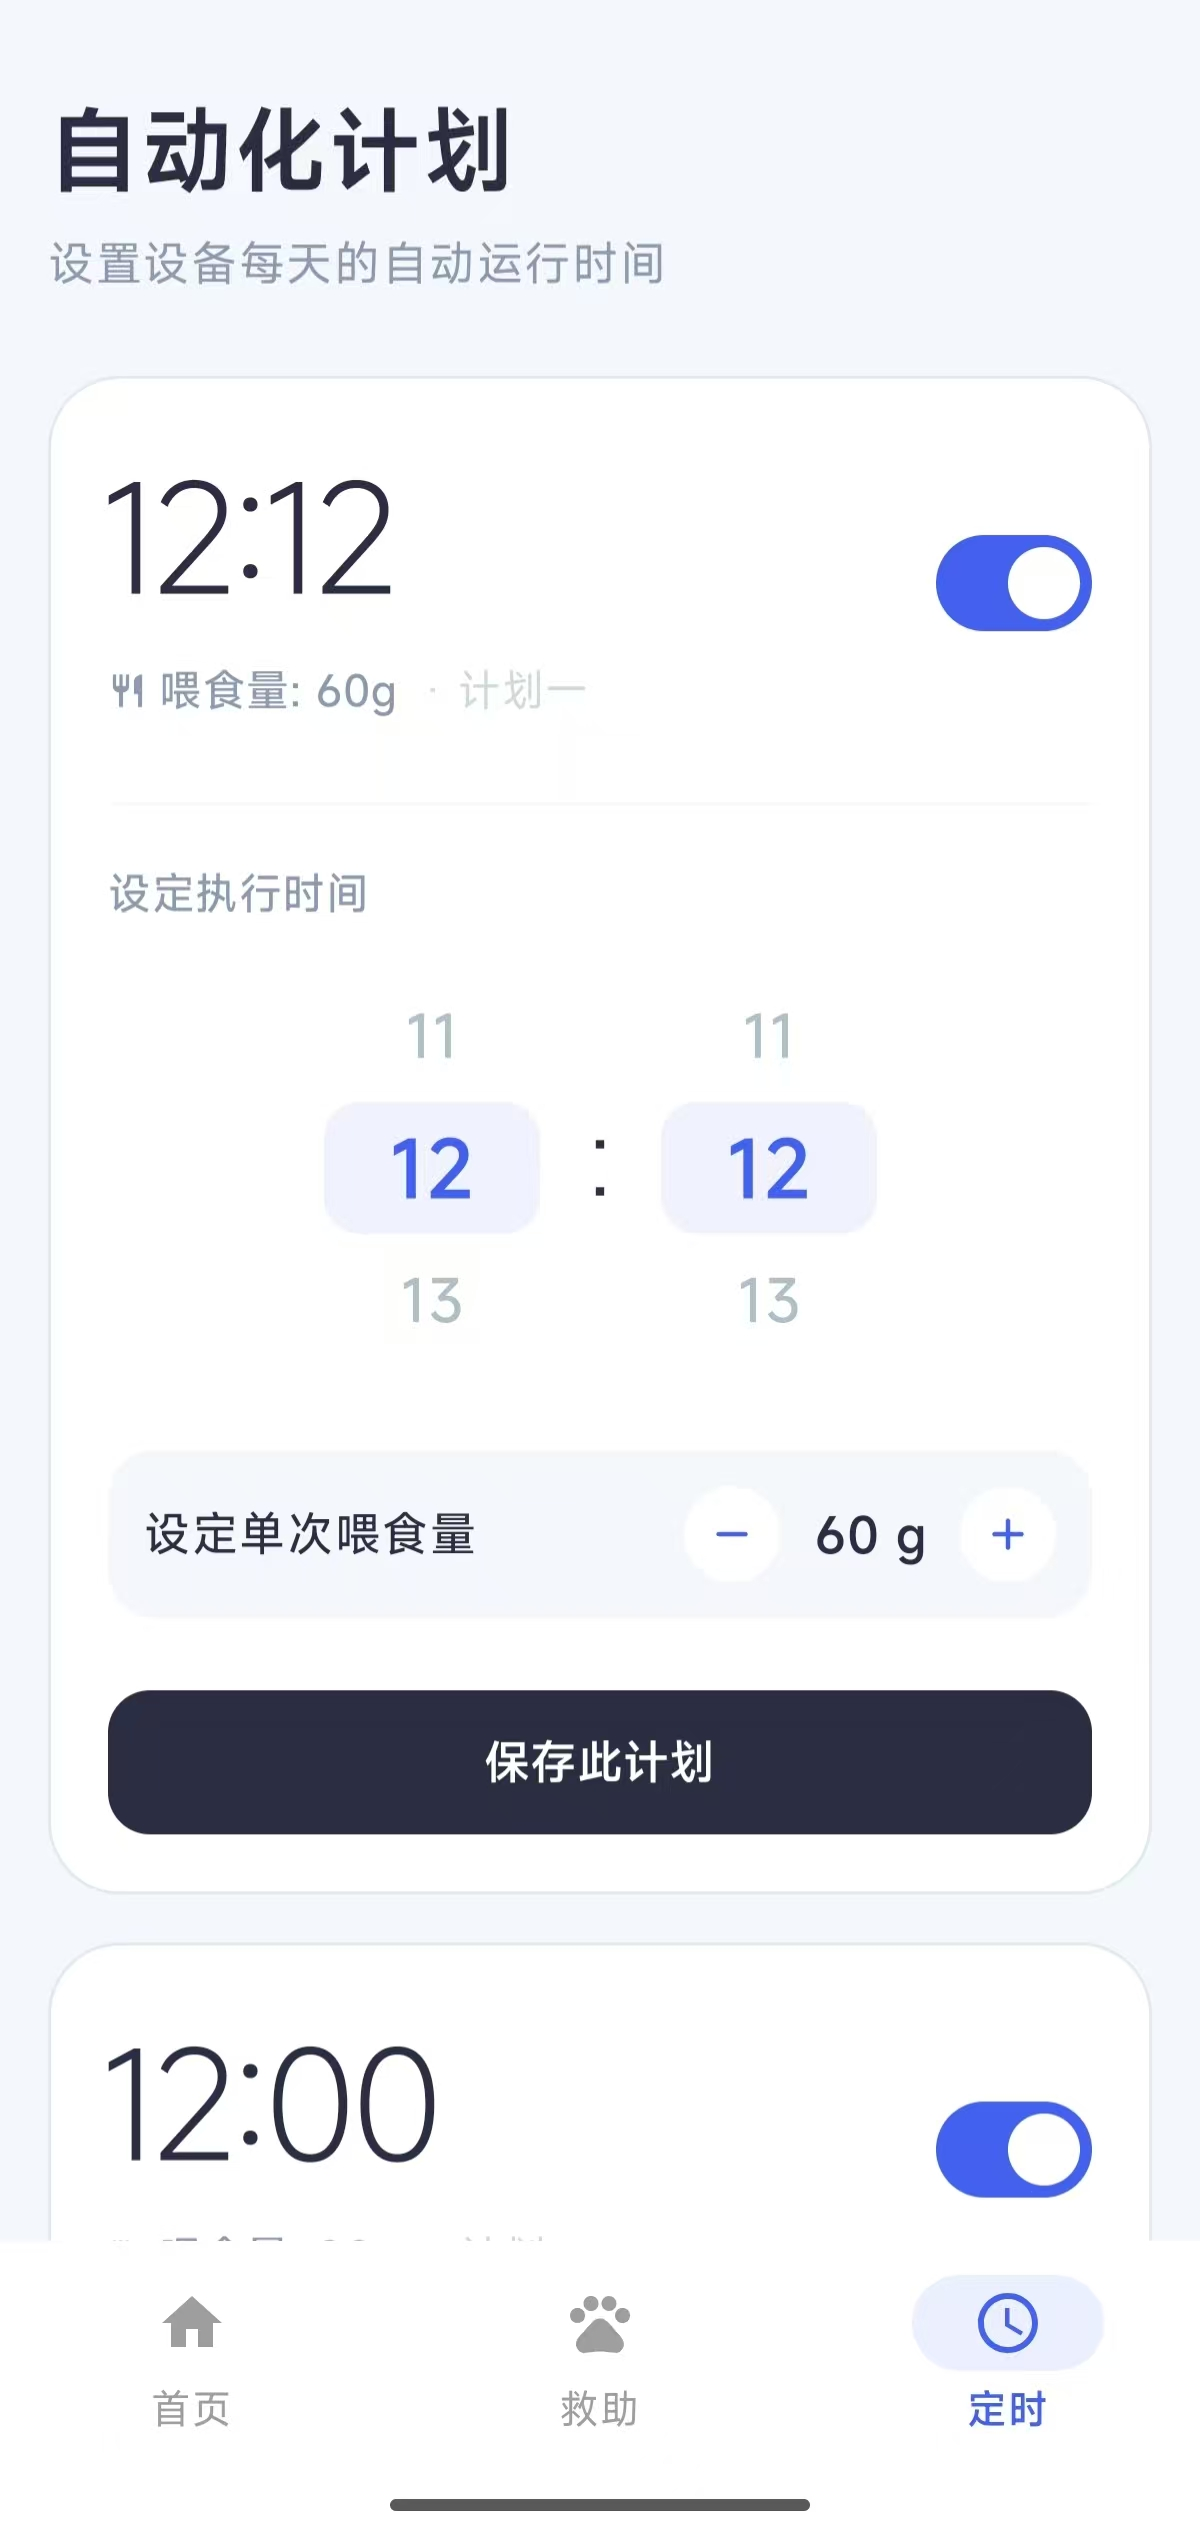 自动化计划
设置设备每天的自动运行时间
12:12
喂食量: 60g · 计划一
设定执行时间
11 11
12 : 12
13 13
设定单次喂食量 − 60 g +
保存此计划
12:00
首页 救助 定时